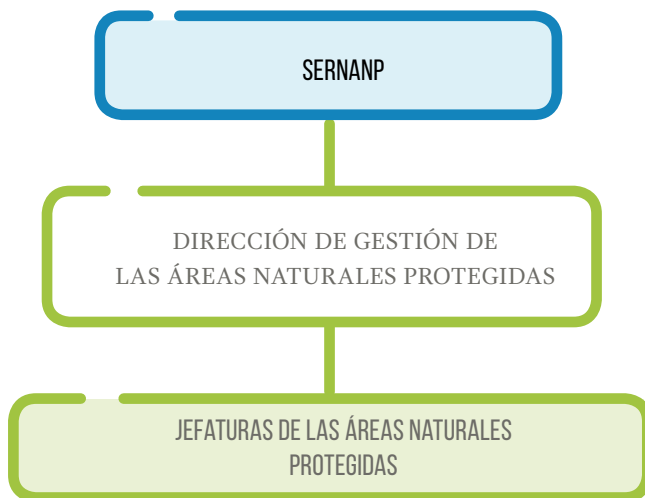 SERNANP
DIRECCIÓN DE GESTIÓN DE
LAS ÁREAS NATURALES PROTEGIDAS
JEFATURAS DE LAS ÁREAS NATURALES
PROTEGIDAS